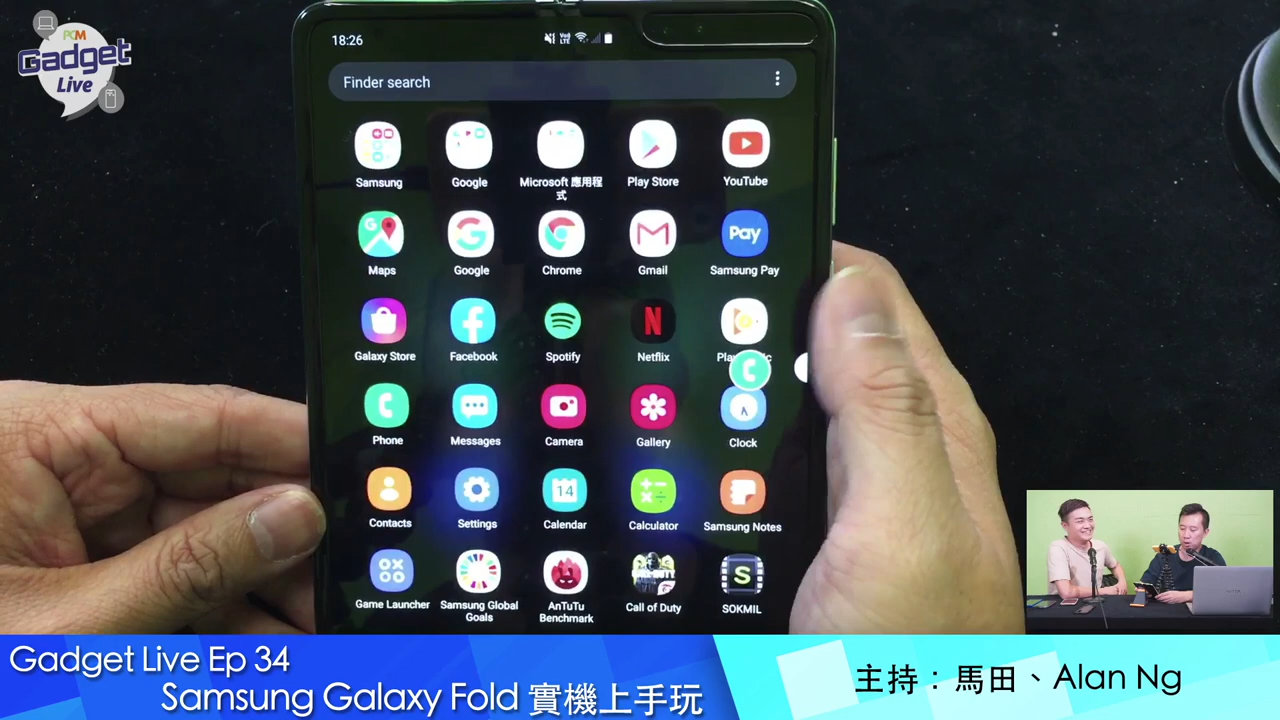 PCM
Gadget
Live
18:26
Finder search
Samsung
Google
Microsoft 應用程
式
Play Store
YouTube
Maps
Google
Chrome
Gmail
Pay
Samsung Pay
Galaxy Store
Facebook
Spotify
Netflix
Phone
Messages
Camera
Gallery
Clock
14
Contacts
Settings
Calendar
Calculator
Samsung Notes
Game Launcher
Samsung Global
Goals
AnTuTu
Benchmark
Call of Duty
SOKMIL
Gadget Live Ep 34
Samsung Galaxy Fold 實機上手玩
主持：馬田、Alan Ng